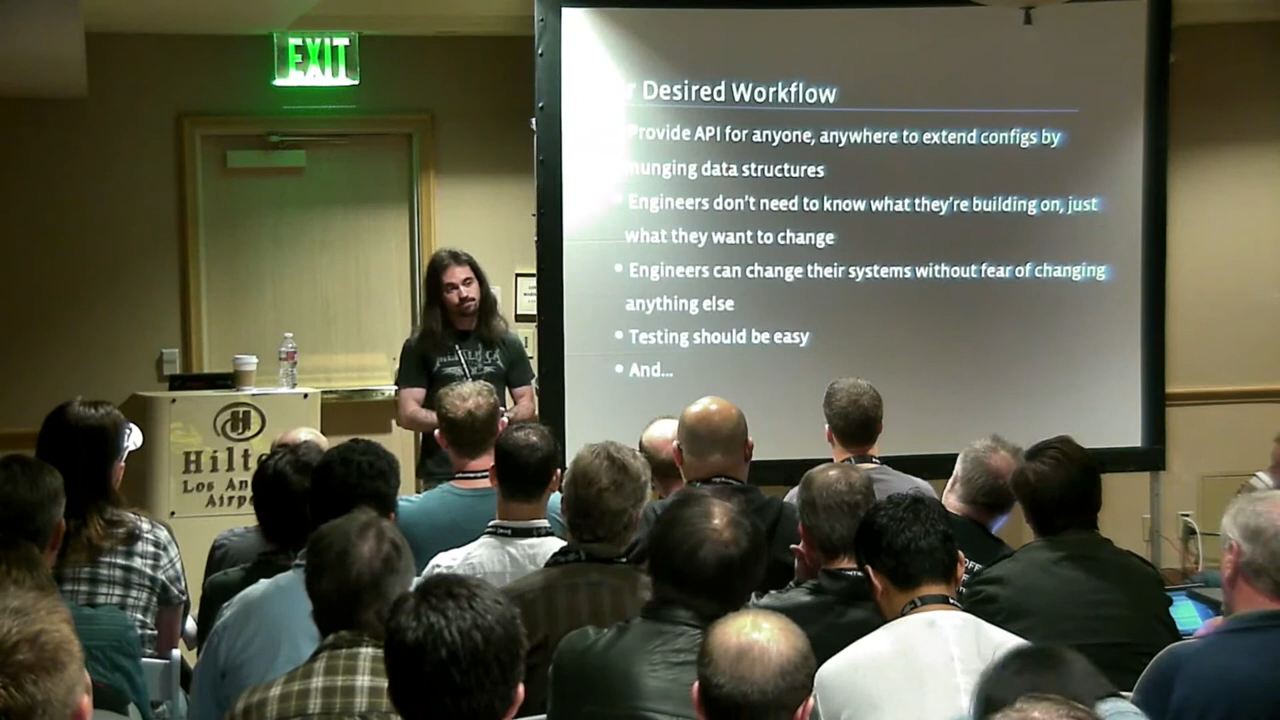 EXIT
Desired Workflow
Provide API for anyone, anywhere to extend configs by
munging data structures
Engineers don't need to know what they're building on, just
what they want to change
• Engineers can change their systems without fear of changing
anything else
• Testing should be easy
• And...
H
Hilt
Los An
Airpo